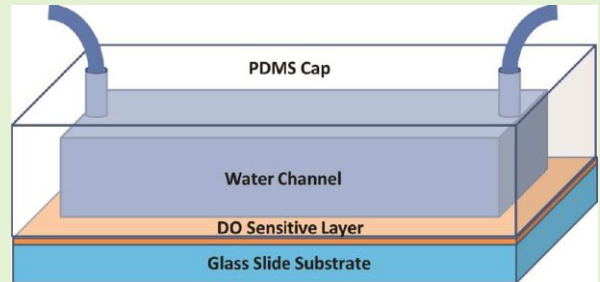 PDMS Cap
Water Channel
DO Sensitive Layer
Glass Slide Substrate